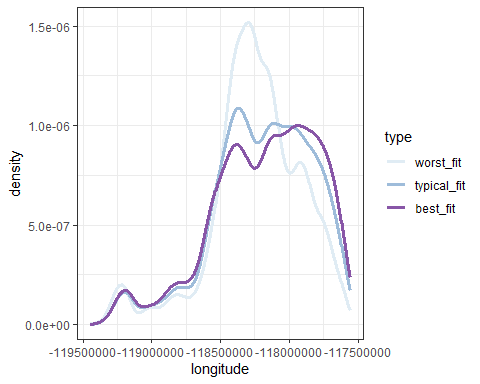 1.5e-06
1.0e-06
5.0e-07
0.0e+00
density
-119500000 -119000000 -118500000 -118000000 -117500000
longitude
type
worst_fit
typical_fit
best_fit